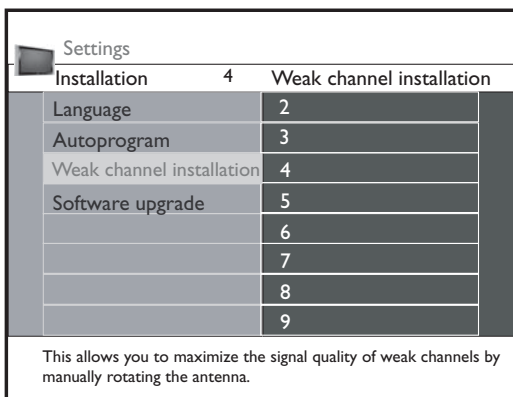 Settings
Installation 4 Weak channel installation
Language 2
Autoprogram 3
Weak channel installation 4
Software upgrade 5
6
7
8
9
This allows you to maximize the signal quality of weak channels by
manually rotating the antenna.